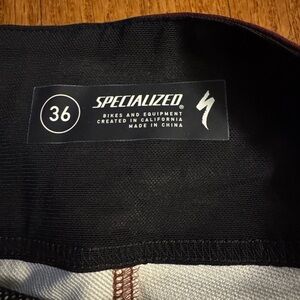 36
SPECIALIZED®
BIKES AND EQUIPMENT
CREATED IN CALIFORNIA
MADE IN CHINA